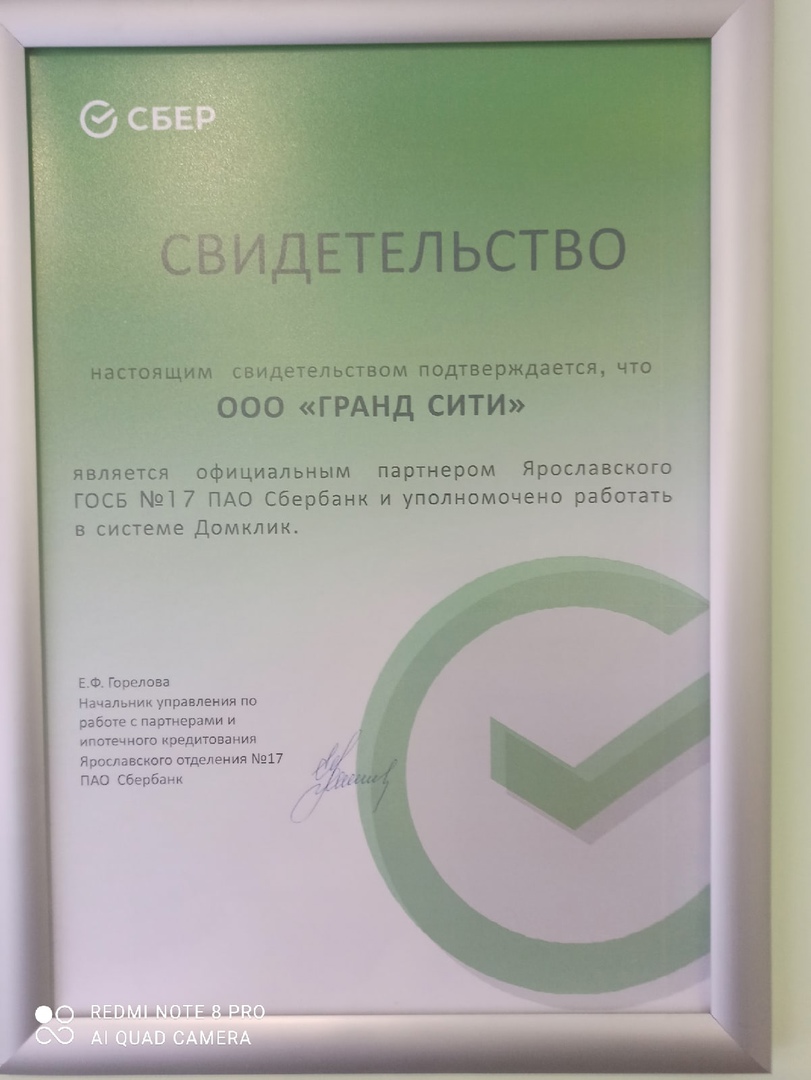 СБЕР
СВИДЕТЕЛЬСТВО
настоящим свидетельством подтверждается, что
ООО «ГРАНД СИТИ»
является официальным партнером Ярославского
ГОСБ №17 ПАО Сбербанк и уполномочено работать
в системе Домклик.
Е.Ф. Горелова
Начальник управления по
работе с партнерами и
ипотечного кредитования
Ярославского отделения №17
ПАО Сбербанк
REDMI NOTE 8 PRO
AI QUAD CAMERA